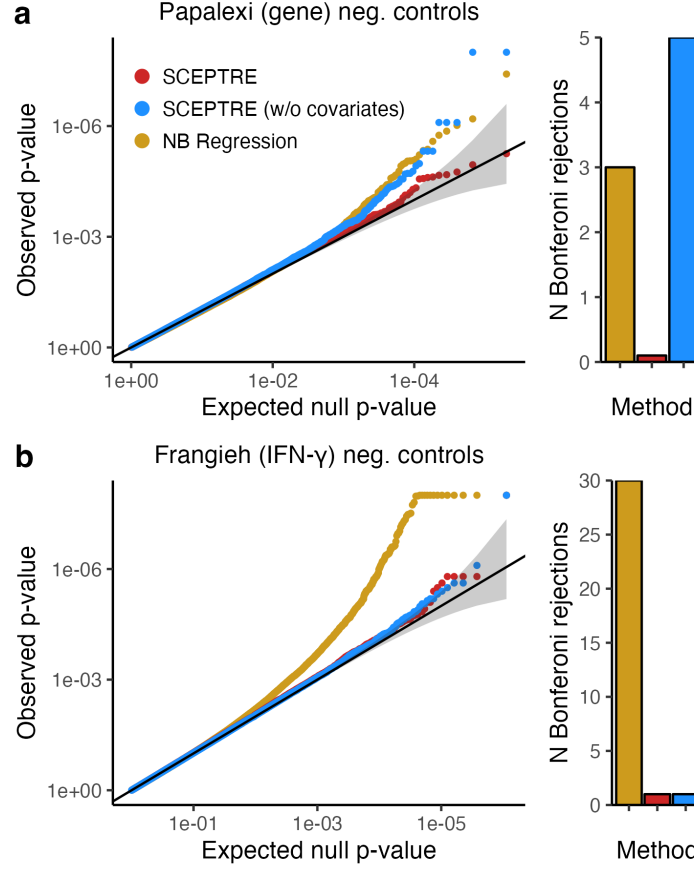 a
Papalexi (gene) neg. controls
SCEPTRE
SCEPTRE (w/o covariates)
NB Regression
Observed p-value
1e-06
1e-03
1e+00
1e+00
1e-02
1e-04
Expected null p-value
N Bonferoni rejections
5
4
3
2
1
0
Method
b
Frangieh (IFN-γ) neg. controls
Observed p-value
1e-06
1e-03
1e+00
1e-01
1e-03
1e-05
Expected null p-value
N Bonferoni rejections
30
25
20
15
10
5
0
Method